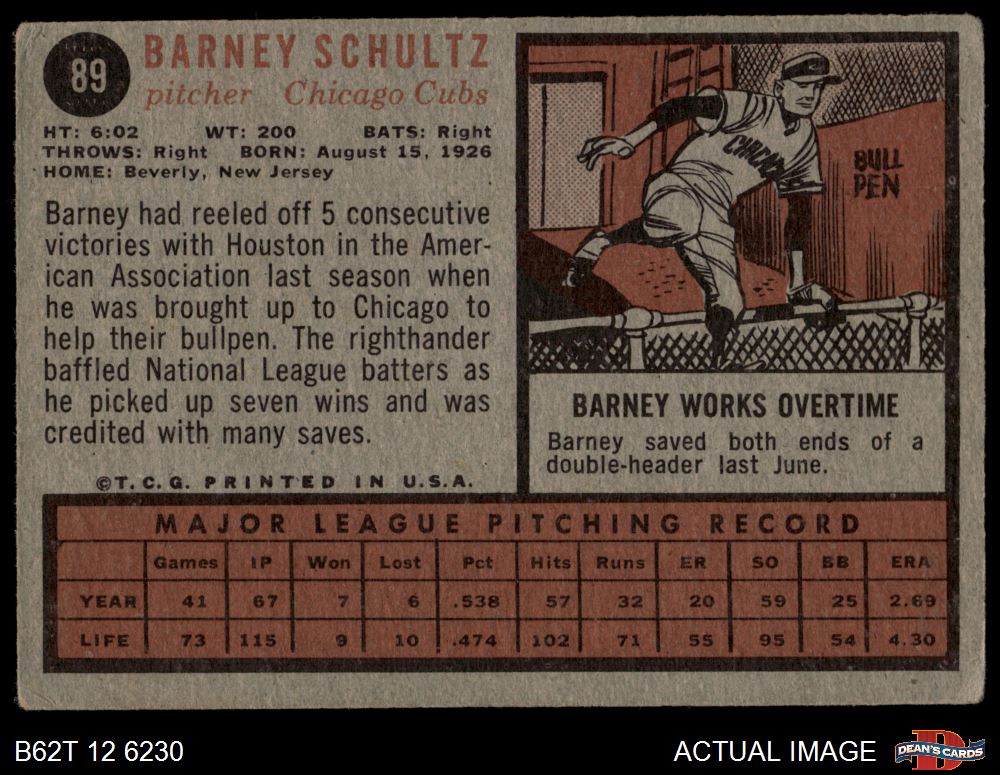 89
BARNEY SCHULTZ
pitcher Chicago Cubs
HT: 6:02 WT: 200 BATS: Right
THROWS: Right BORN: August 15, 1926
HOME: Beverly, New Jersey
Barney had reeled off 5 consecutive
victories with Houston in the Amer-
ican Association last season when
he was brought up to Chicago to
help their bullpen. The righthander
baffled National League batters as
he picked up seven wins and was
credited with many saves.
©T.C.G. PRINTED IN U.S.A.
CHICAGO
BULL
PEN
BARNEY WORKS OVERTIME
Barney saved both ends of a
double-header last June.
MAJOR LEAGUE PITCHING RECORD
Games IP Won Lost Pct Hits Runs ER SO BB ERA
YEAR 41 67 7 6 .538 57 32 20 59 25 2.69
LIFE 73 115 9 10 .474 102 71 55 95 54 4.30
B62T 12 6230
ACTUAL IMAGE
D
DEAN'S CARDS